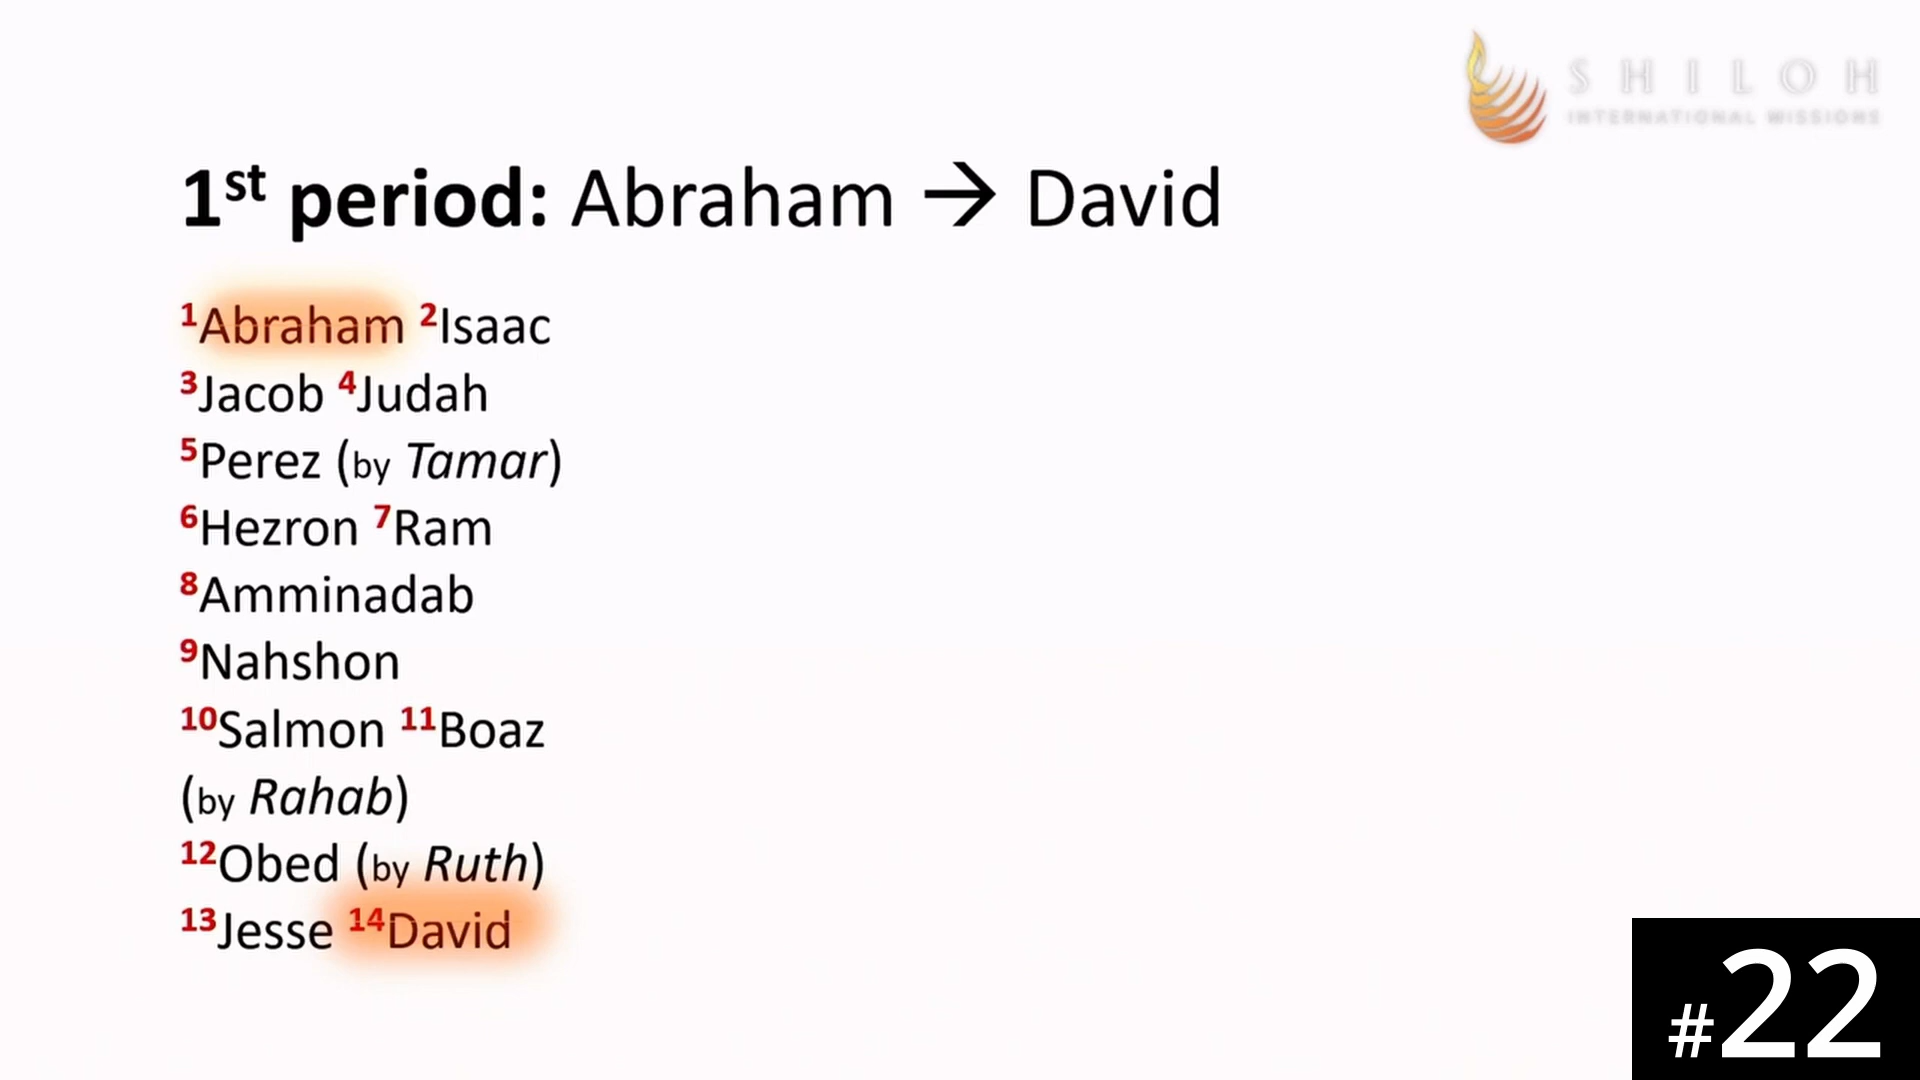 SHILOH
INTERNATIONAL MISSIONS
1st period: Abraham → David
1Abraham 2Isaac
3Jacob 4Judah
5Perez (by Tamar)
6Hezron 7Ram
8Amminadab
9Nahshon
10Salmon 11Boaz
(by Rahab)
12Obed (by Ruth)
13Jesse 14David
#22